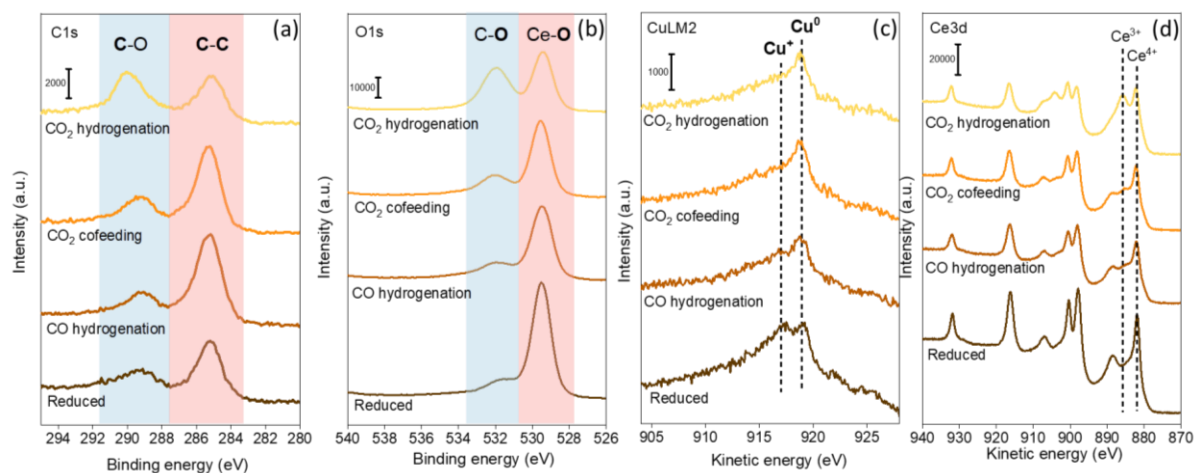 C1s
(a)
C-O
C-C
2000
CO₂ hydrogenation
CO₂ cofeeding
CO hydrogenation
Reduced
Intensity (a.u.)
294 292 290 288 286 284 282 280
Binding energy (eV)
O1s
(b)
C-O
Ce-O
10000
CO₂ hydrogenation
CO₂ cofeeding
CO hydrogenation
Reduced
Intensity (a.u.)
540 538 536 534 532 530 528 526
Binding energy (eV)
CuLM2
(c)
Cu⁰
Cu⁺
1000
CO₂ hydrogenation
CO₂ cofeeding
CO hydrogenation
Reduced
Intensity (a.u.)
905 910 915 920 925
Kinetic energy (eV)
Ce3d
(d)
Ce³⁺
Ce⁴⁺
20000
CO₂ hydrogenation
CO₂ cofeeding
CO hydrogenation
Reduced
Intensity (a.u.)
940 930 920 910 900 890 880 870
Kinetic energy (eV)